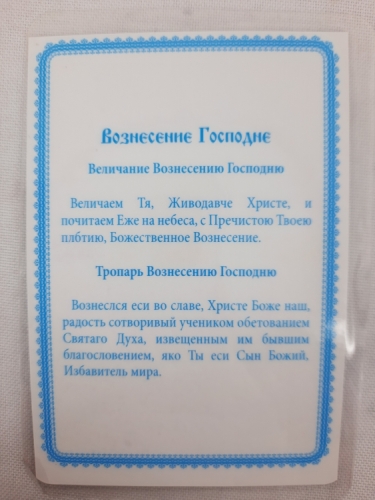 Вознесение Господне
Величание Вознесению Господню
Величаем Тя, Живодавче Христе, и
почитаем Еже на небеса, с Пречистою Твоею
плбтию, Божественное Вознесение.
Тропарь Вознесению Господню
Вознеслся еси во славе, Христе Боже наш,
радость сотворивый учеником обетованием
Святаго Духа, извещенным им бывшим
благословением, яко Ты еси Сын Божий,
Избавитель мира.